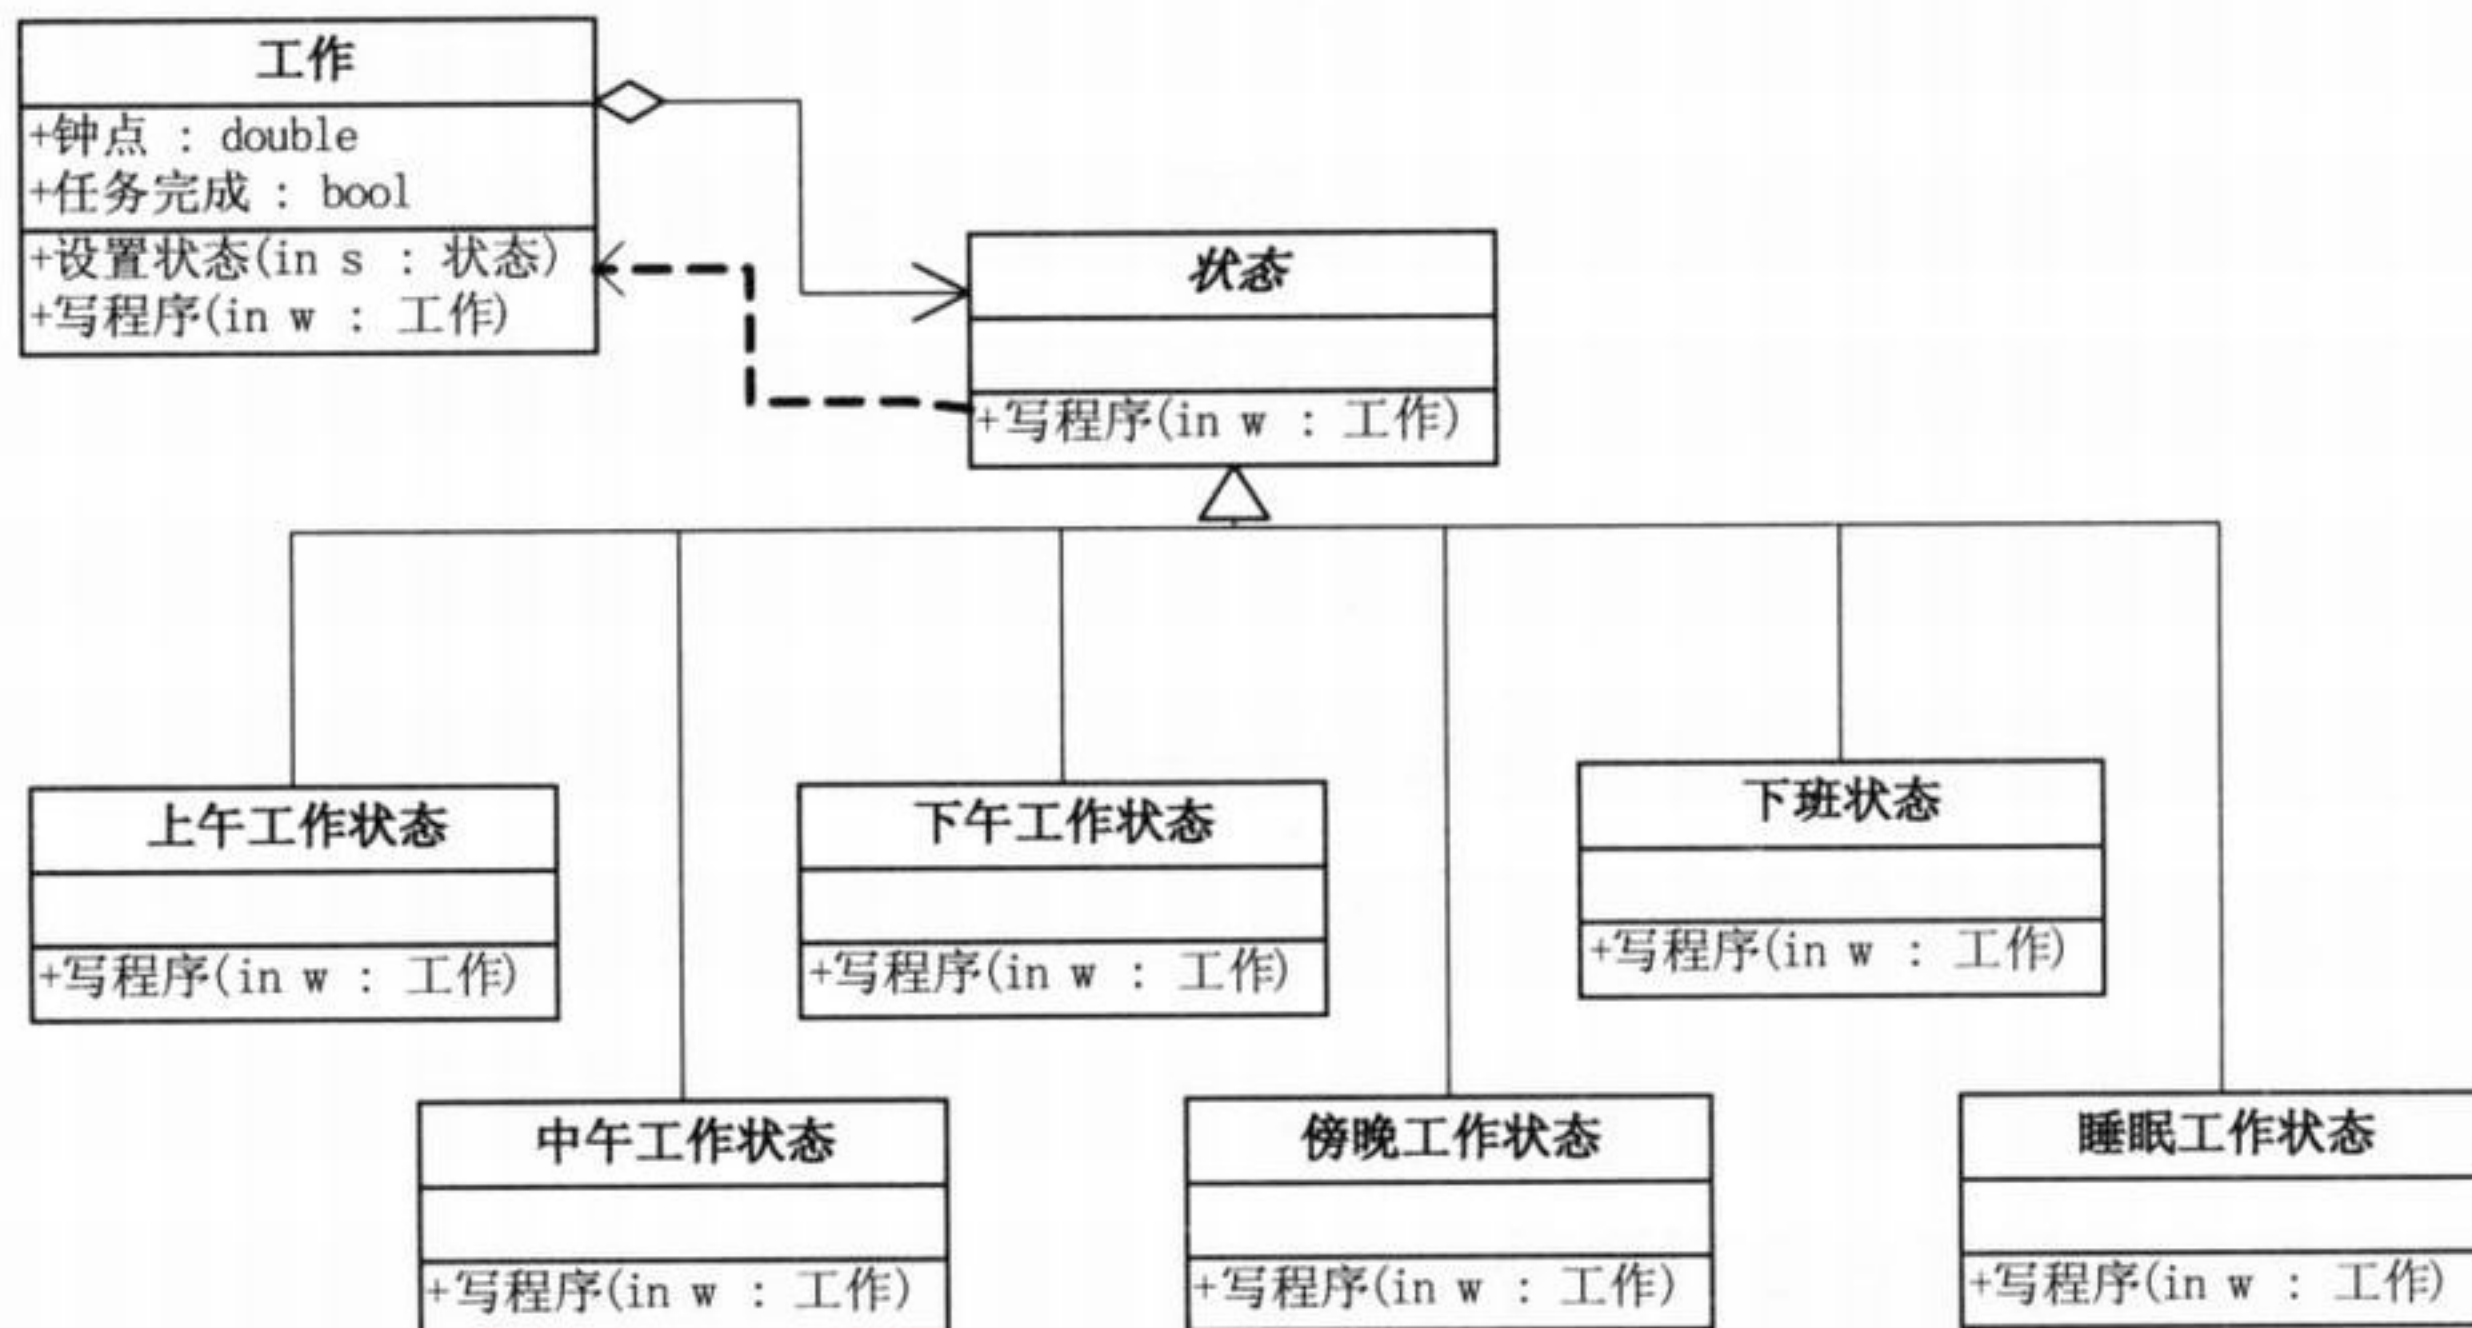 工作
+钟点 : double
+任务完成 : bool
+设置状态(in s : 状态)
+写程序(in w : 工作)
状态
+写程序(in w : 工作)
上午工作状态
+写程序(in w : 工作)
下午工作状态
+写程序(in w : 工作)
下班状态
+写程序(in w : 工作)
中午工作状态
+写程序(in w : 工作)
傍晚工作状态
+写程序(in w : 工作)
睡眠工作状态
+写程序(in w : 工作)